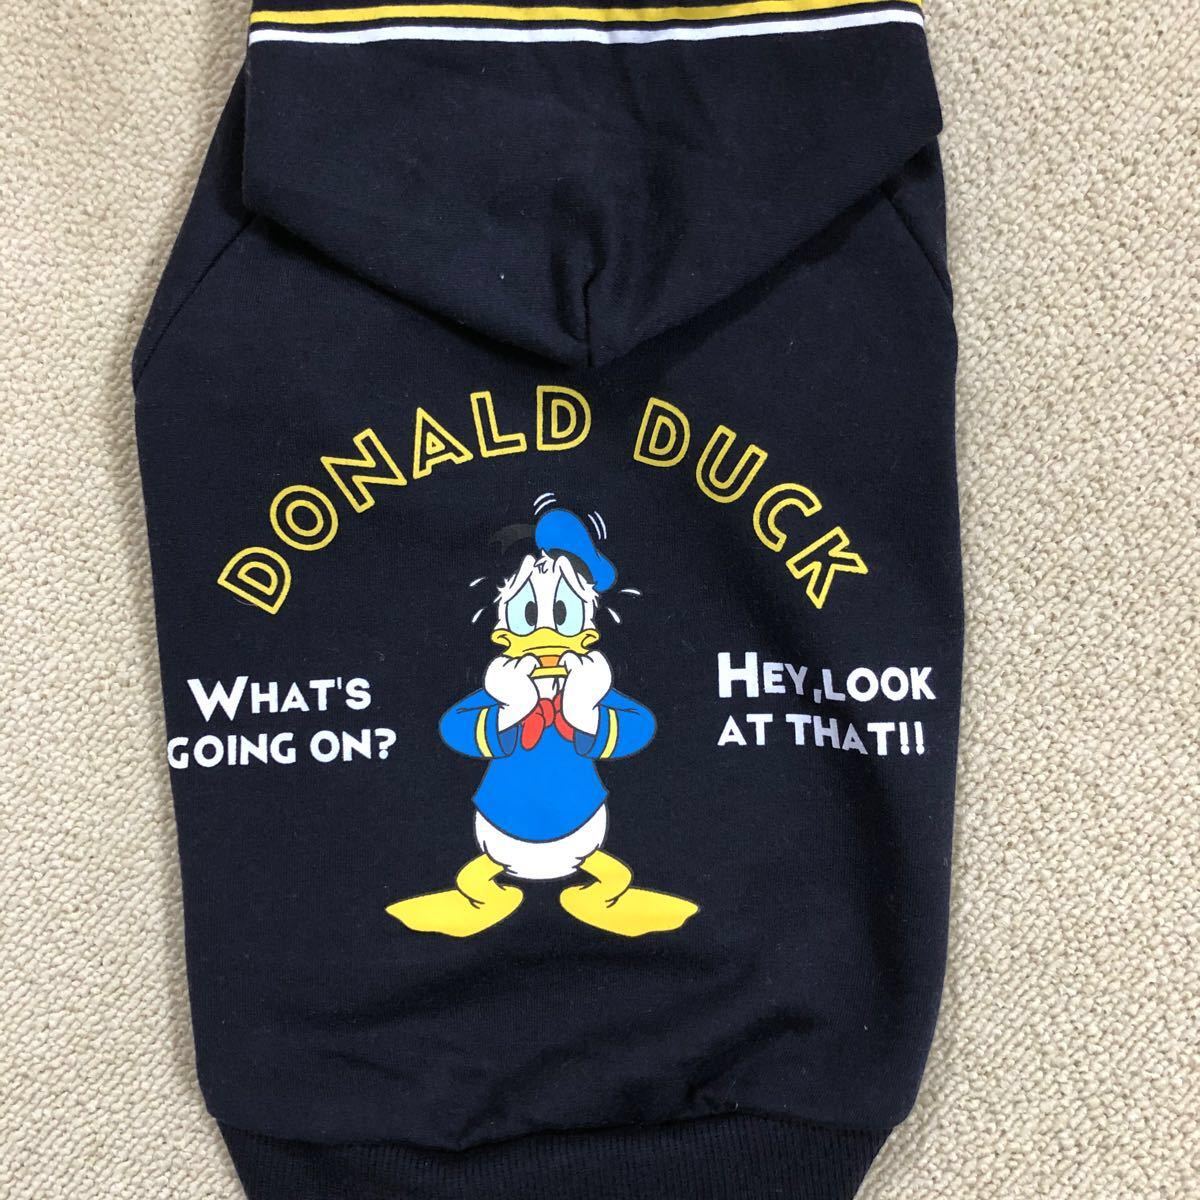 DONALD DUCK
WHAT'S
GOING ON?
HEY,LOOK
AT THAT!!